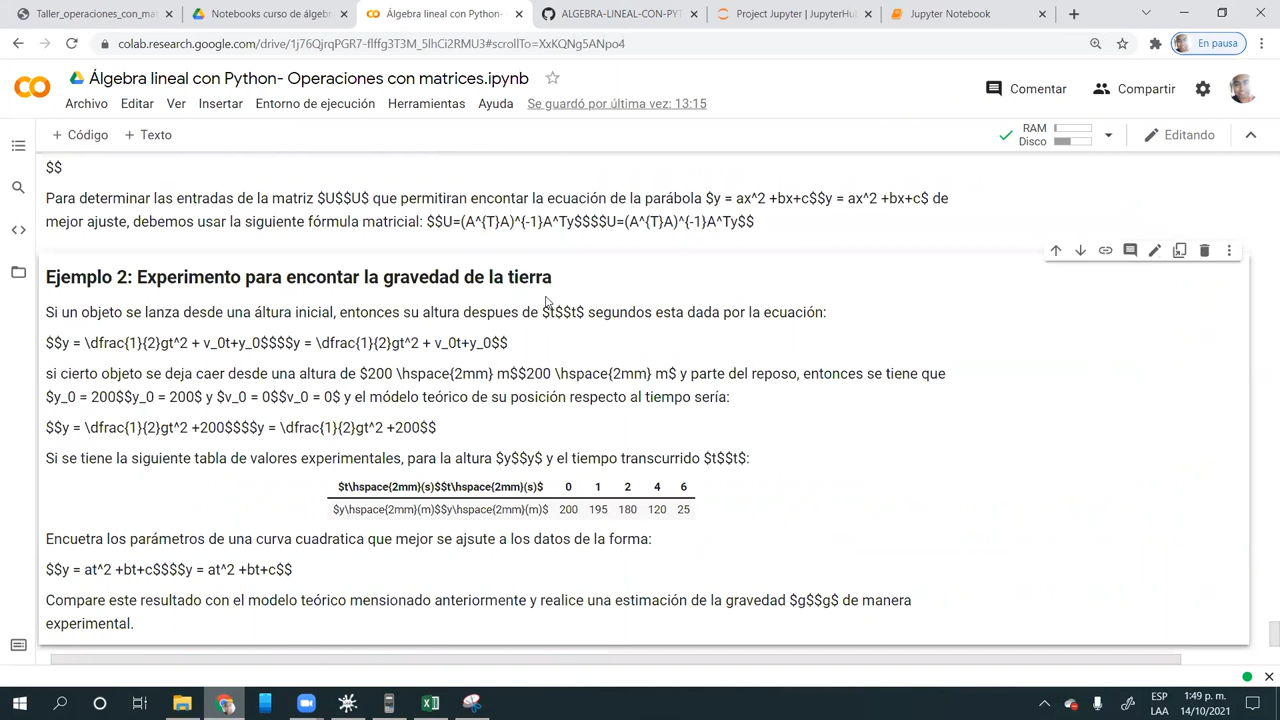 Taller_operaciones_con_ma
Notebooks curso de álgebr
Álgebra lineal con Python-
ALGEBRA-LINEAL-CON-PYT
Project Jupyter | JupyterHub
Jupyter Notebook
colab.research.google.com/drive/1j76QjrqPGR7-flffg3T3M_5lhCi2RMU3#scrollTo=XxKQNg5ANpo4
En pausa
Álgebra lineal con Python- Operaciones con matrices.ipynb
Comentar
Compartir
Archivo Editar Ver Insertar Entorno de ejecución Herramientas Ayuda Se guardó por última vez: 13:15
+ Código + Texto
RAM
Disco
Editando
$$
Para determinar las entradas de la matriz $U$$U$ que permitiran encontar la ecuación de la parábola $y = ax^2 +bx+c$$y = ax^2 +bx+c$ de
mejor ajuste, debemos usar la siguiente fórmula matricial: $$U=(A^{T}A)^{-1}A^Ty$$$$U=(A^{T}A)^{-1}A^Ty$$
Ejemplo 2: Experimento para encontar la gravedad de la tierra
Si un objeto se lanza desde una áltura inicial, entonces su altura despues de $t$$t$ segundos esta dada por la ecuación:
$$y = \dfrac{1}{2}gt^2 + v_0t+y_0$$$$y = \dfrac{1}{2}gt^2 + v_0t+y_0$$
si cierto objeto se deja caer desde una altura de $200 \hspace{2mm} m$$200 \hspace{2mm} m$ y parte del reposo, entonces se tiene que
$y_0 = 200$$y_0 = 200$ y $v_0 = 0$$v_0 = 0$ y el módelo teórico de su posición respecto al tiempo sería:
$$y = \dfrac{1}{2}gt^2 +200$$$$y = \dfrac{1}{2}gt^2 +200$$
Si se tiene la siguiente tabla de valores experimentales, para la altura $y$$y$ y el tiempo transcurrido $t$$t$:
$t\hspace{2mm}(s)$$t\hspace{2mm}(s)$ 0 1 2 4 6
$y\hspace{2mm}(m)$$y\hspace{2mm}(m)$ 200 195 180 120 25
Encuetra los parámetros de una curva cuadratica que mejor se ajsute a los datos de la forma:
$$y = at^2 +bt+c$$$$y = at^2 +bt+c$$
Compare este resultado con el modelo teórico mensionado anteriormente y realice una estimación de la gravedad $g$$g$ de manera
experimental.
ESP
LAA
1:49 p. m.
14/10/2021